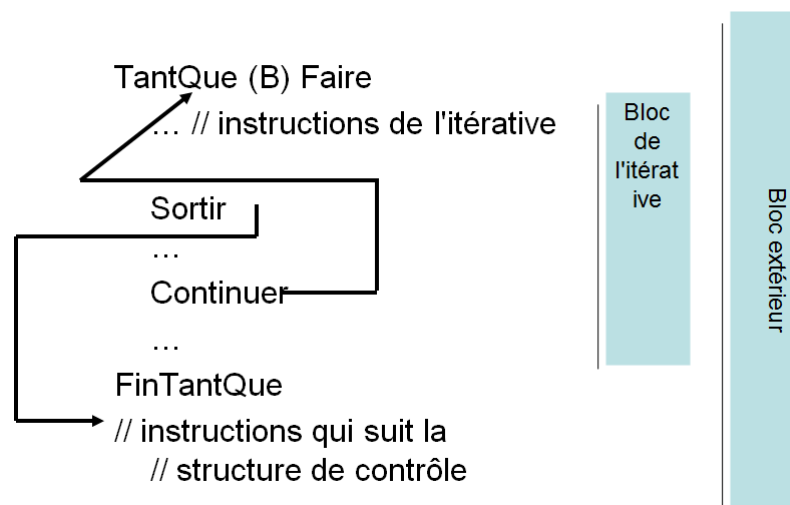 TantQue (B) Faire
… // instructions de l'itérative
Sortir
…
Continuer
…
FinTantQue
// instructions qui suit la
// structure de contrôle
Bloc
de
l'itérat
ive
Bloc extérieur